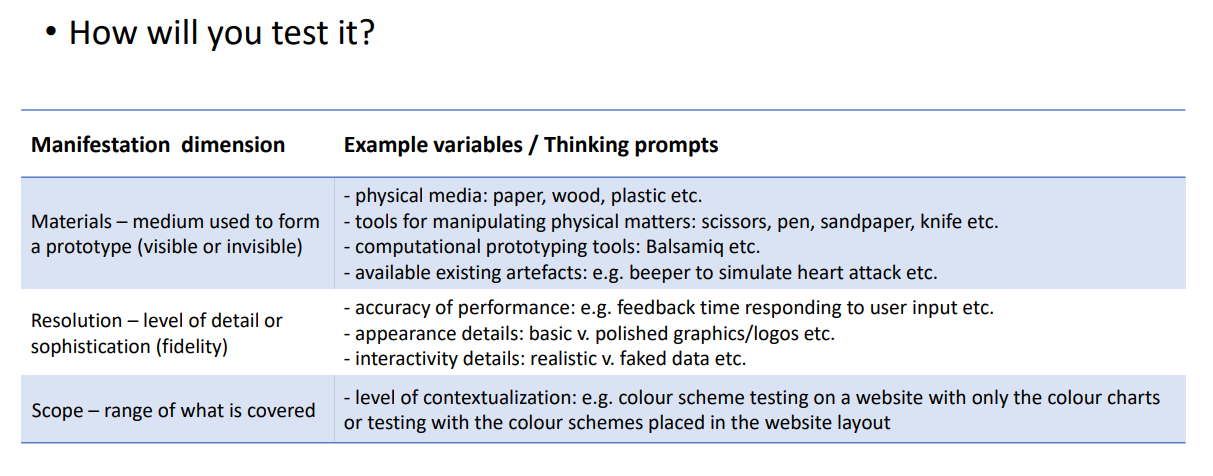 • How will you test it?
Manifestation dimension
Example variables / Thinking prompts
Materials – medium used to form
a prototype (visible or invisible)
- physical media: paper, wood, plastic etc.
- tools for manipulating physical matters: scissors, pen, sandpaper, knife etc.
- computational prototyping tools: Balsamiq etc.
- available existing artefacts: e.g. beeper to simulate heart attack etc.
Resolution – level of detail or
sophistication (fidelity)
- accuracy of performance: e.g. feedback time responding to user input etc.
- appearance details: basic v. polished graphics/logos etc.
- interactivity details: realistic v. faked data etc.
Scope – range of what is covered
- level of contextualization: e.g. colour scheme testing on a website with only the colour charts
or testing with the colour schemes placed in the website layout